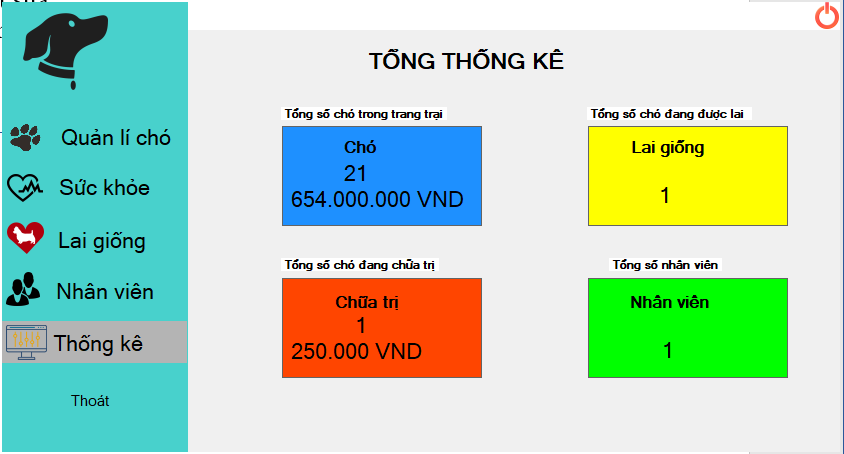 TỔNG THỐNG KÊ
Quản lí chó
Sức khỏe
Lai giống
Nhân viên
Thống kê
Thoát
Tổng số chó trong trang trại
Chó
21
654.000.000 VND
Tổng số chó đang được lai
Lai giống
1
Tổng số chó đang chữa trị
Chữa trị
1
250.000 VND
Tổng số nhân viên
Nhân viên
1